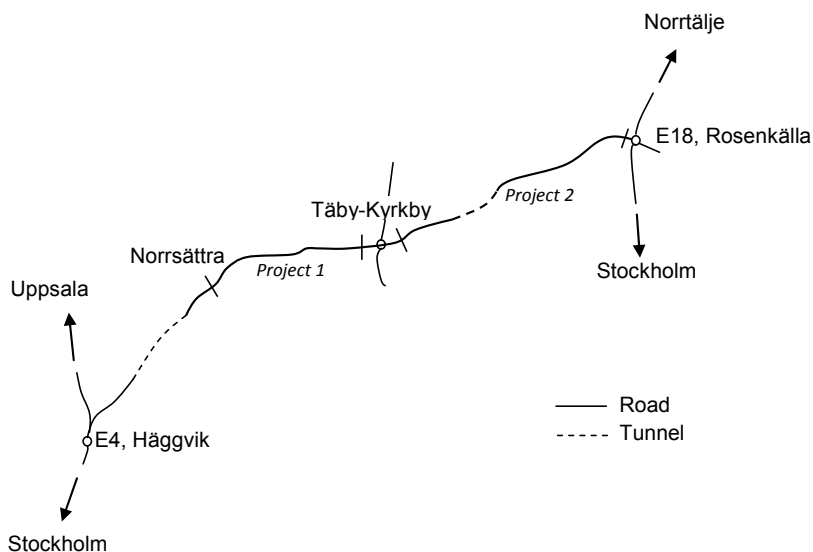 Norrtälje
E18, Rosenkälla
Täby-Kyrkby
Project 2
Norrsättra
Project 1
Stockholm
Uppsala
Road
Tunnel
E4, Häggvik
Stockholm